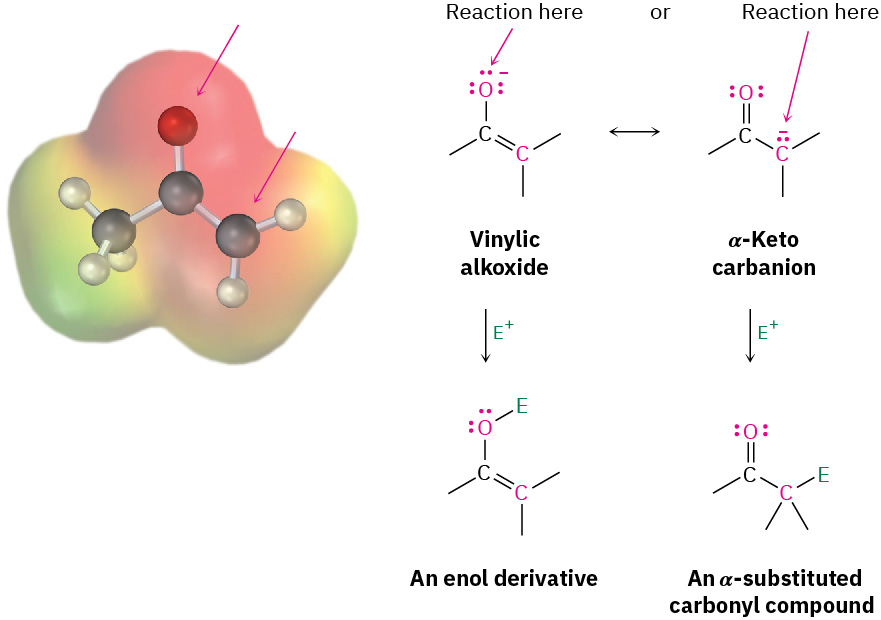 Reaction here or Reaction here
:Ö:⁻ :O:
C C C C̈⁻
Vinylic
alkoxide
α-Keto
carbanion
E⁺ E⁺
:Ö E :O:
C C C C E
An enol derivative
An α-substituted
carbonyl compound